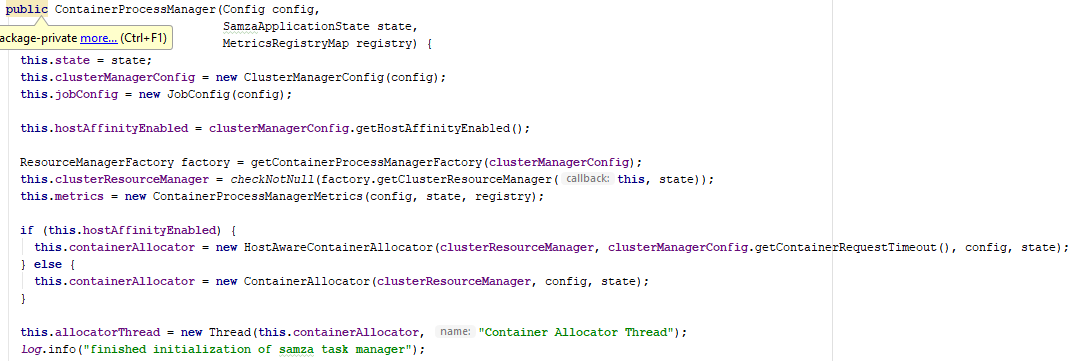 public ContainerProcessManager(Config config,
SamzaApplicationState state,
ackage-private more... (Ctrl+F1)
MetricsRegistryMap registry) {
this.state = state;
this.clusterManagerConfig = new ClusterManagerConfig(config);
this.jobConfig = new JobConfig(config);
this.hostAffinityEnabled = clusterManagerConfig.getHostAffinityEnabled();
ResourceManagerFactory factory = getContainerProcessManagerFactory(clusterManagerConfig);
this.clusterResourceManager = checkNotNull(factory.getClusterResourceManager( callback: this, state));
this.metrics = new ContainerProcessManagerMetrics(config, state, registry);
if (this.hostAffinityEnabled) {
this.containerAllocator = new HostAwareContainerAllocator(clusterResourceManager, clusterManagerConfig.getContainerRequestTimeout(), config, state);
} else {
this.containerAllocator = new ContainerAllocator(clusterResourceManager, config, state);
}
this.allocatorThread = new Thread(this.containerAllocator, name: "Container Allocator Thread");
log.info("finished initialization of samza task manager");